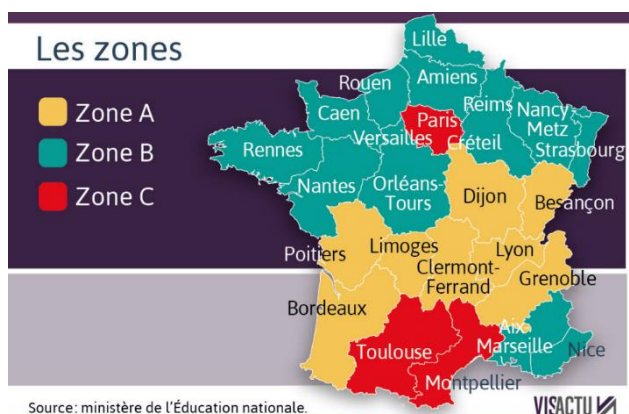 Les zones
Zone A
Zone B
Zone C
Lille
Amiens
Rouen
Reims
Nancy-
Metz
Caen
Paris
Versailles
Créteil
Strasbourg
Rennes
Nantes
Orléans-
Tours
Dijon
Besançon
Poitiers
Limoges
Lyon
Clermont-
Ferrand
Grenoble
Bordeaux
Aix-
Marseille
Nice
Toulouse
Montpellier
Source: ministère de l'Éducation nationale.
VISACTU